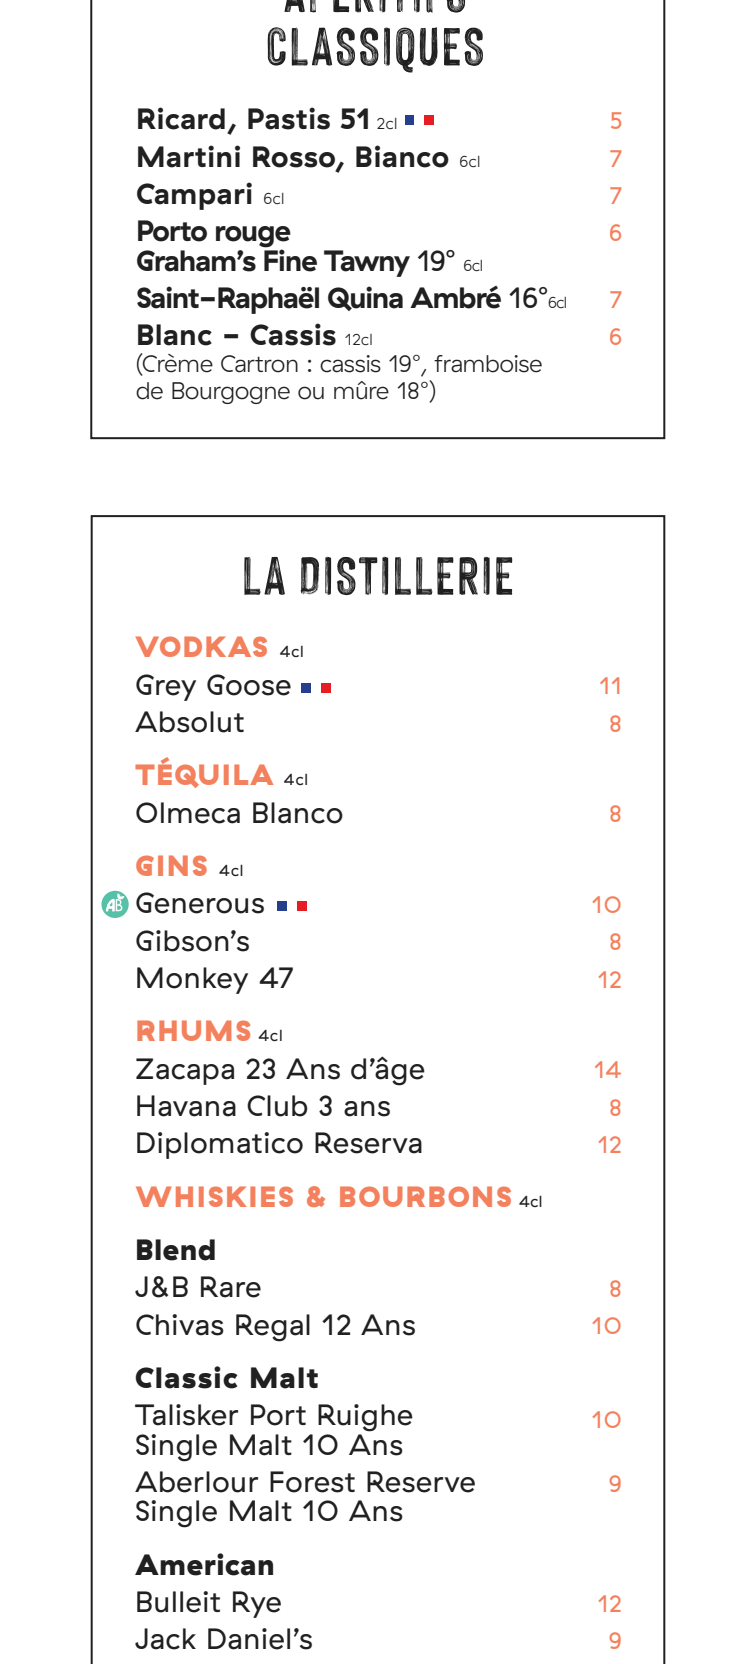 APÉRITIFS
CLASSIQUES
Ricard, Pastis 51 2cl 5
Martini Rosso, Bianco 6cl 7
Campari 6cl 7
Porto rouge 6
Graham’s Fine Tawny 19° 6cl
Saint-Raphaël Quina Ambré 16° 6cl 7
Blanc - Cassis 12cl 6
(Crème Cartron : cassis 19°, framboise
de Bourgogne ou mûre 18°)
LA DISTILLERIE
VODKAS 4cl
Grey Goose 11
Absolut 8
TÉQUILA 4cl
Olmeca Blanco 8
GINS 4cl
AB Generous 10
Gibson’s 8
Monkey 47 12
RHUMS 4cl
Zacapa 23 Ans d’âge 14
Havana Club 3 ans 8
Diplomatico Reserva 12
WHISKIES & BOURBONS 4cl
Blend
J&B Rare 8
Chivas Regal 12 Ans 10
Classic Malt
Talisker Port Ruighe 10
Single Malt 10 Ans
Aberlour Forest Reserve 9
Single Malt 10 Ans
American
Bulleit Rye 12
Jack Daniel’s 9